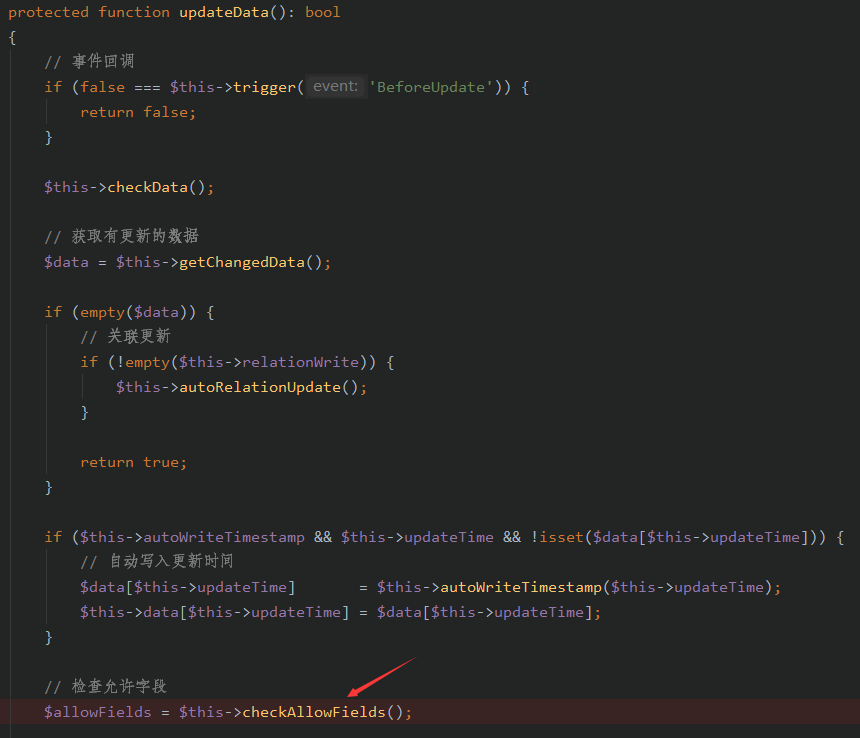 protected function updateData(): bool
{
// 事件回调
if (false === $this->trigger( event: 'BeforeUpdate')) {
return false;
}
$this->checkData();
// 获取有更新的数据
$data = $this->getChangedData();
if (empty($data)) {
// 关联更新
if (!empty($this->relationWrite)) {
$this->autoRelationUpdate();
}
return true;
}
if ($this->autoWriteTimestamp && $this->updateTime && !isset($data[$this->updateTime])) {
// 自动写入更新时间
$data[$this->updateTime] = $this->autoWriteTimestamp($this->updateTime);
$this->data[$this->updateTime] = $data[$this->updateTime];
}
// 检查允许字段
$allowFields = $this->checkAllowFields();